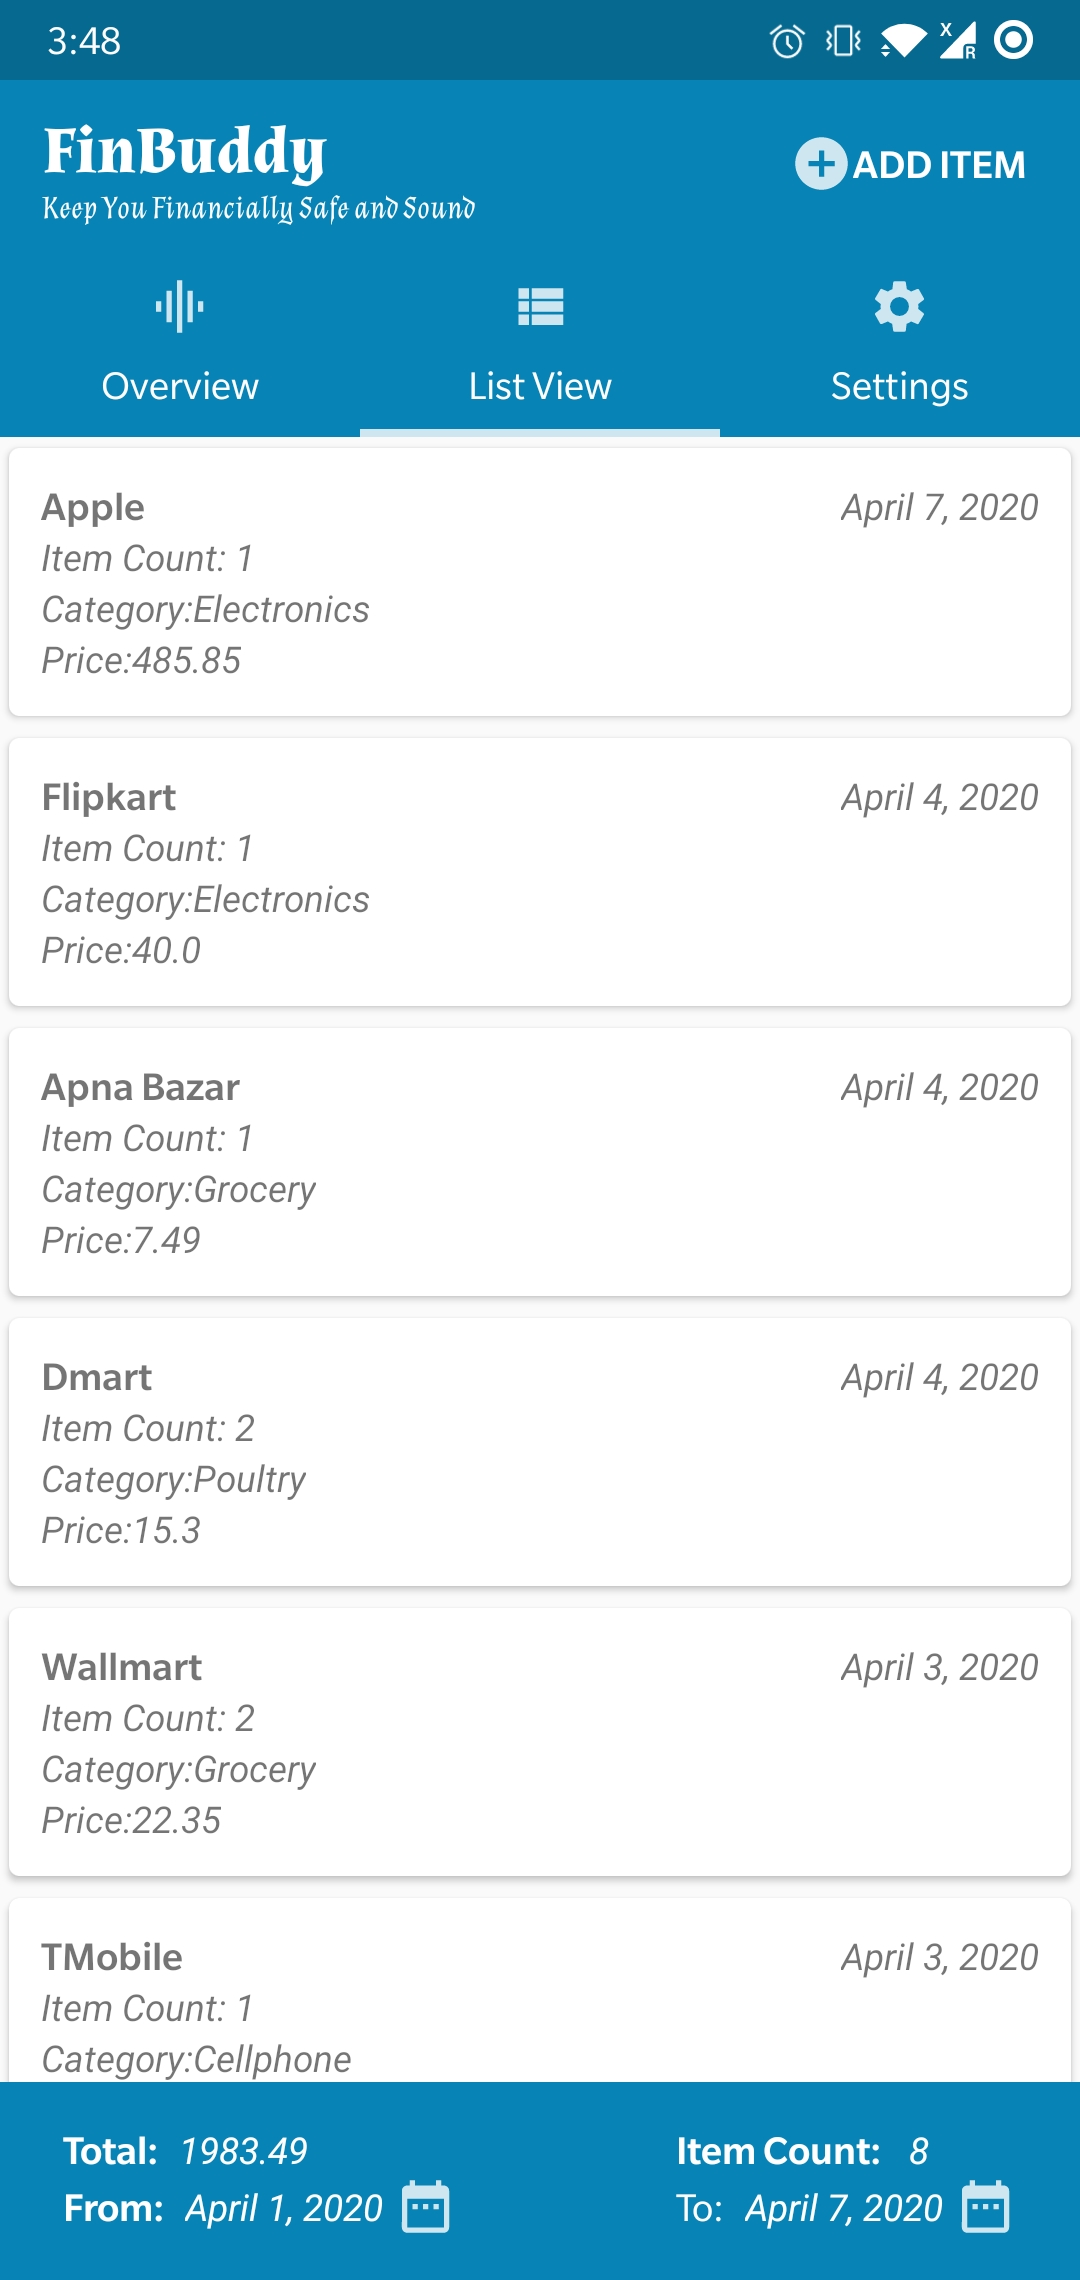 3:48
FinBuddy
Keep You Financially Safe and Sound
ADD ITEM
Overview
List View
Settings
Apple
April 7, 2020
Item Count: 1
Category:Electronics
Price:485.85
Flipkart
April 4, 2020
Item Count: 1
Category:Electronics
Price:40.0
Apna Bazar
April 4, 2020
Item Count: 1
Category:Grocery
Price:7.49
Dmart
April 4, 2020
Item Count: 2
Category:Poultry
Price:15.3
Wallmart
April 3, 2020
Item Count: 2
Category:Grocery
Price:22.35
TMobile
April 3, 2020
Item Count: 1
Category:Cellphone
Total: 1983.49
Item Count: 8
From: April 1, 2020
To: April 7, 2020